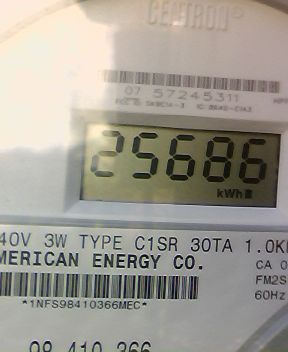 CENTRON®
07 57245311
25686
kWh
40V 3W TYPE C1SR 30TA 1.0K
MERICAN ENERGY CO.
CA 0
FM2S
60Hz
*1NFS98410366MEC*
98 410 366